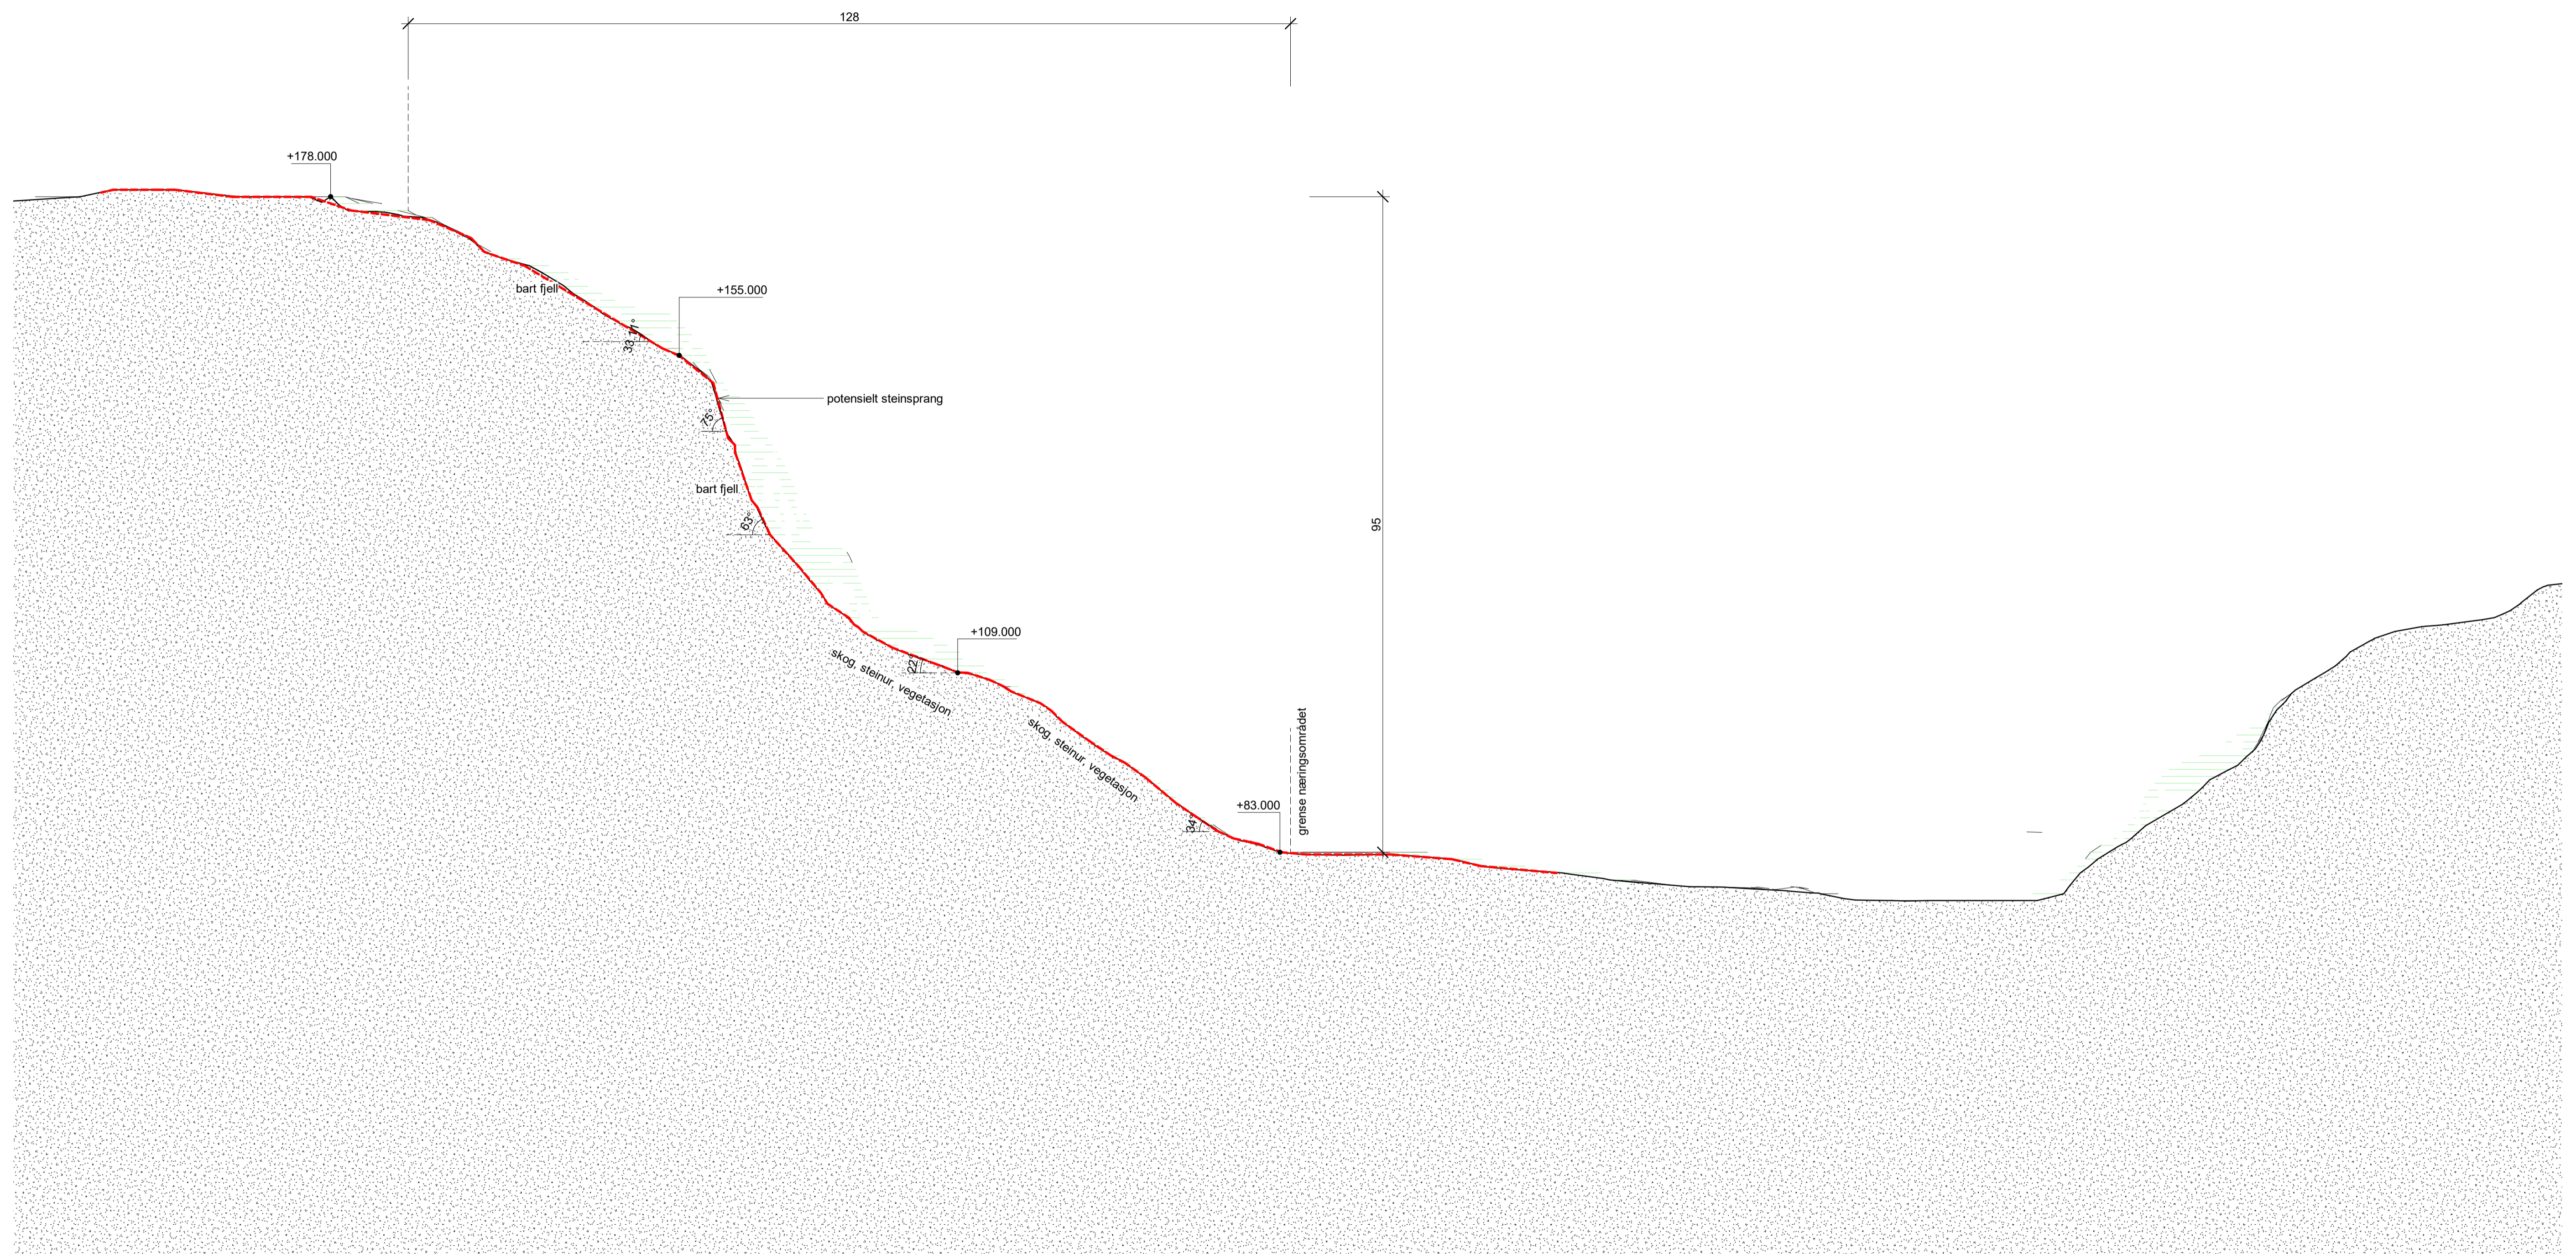 128
+178.000
+155.000
bart fjell
33.11°
potensielt steinsprang
75°
bart fjell
63°
95
+109.000
22°
skog, steinur, vegetasjon
skog, steinur, vegetasjon
grense næringsområdet
+83.000
34°